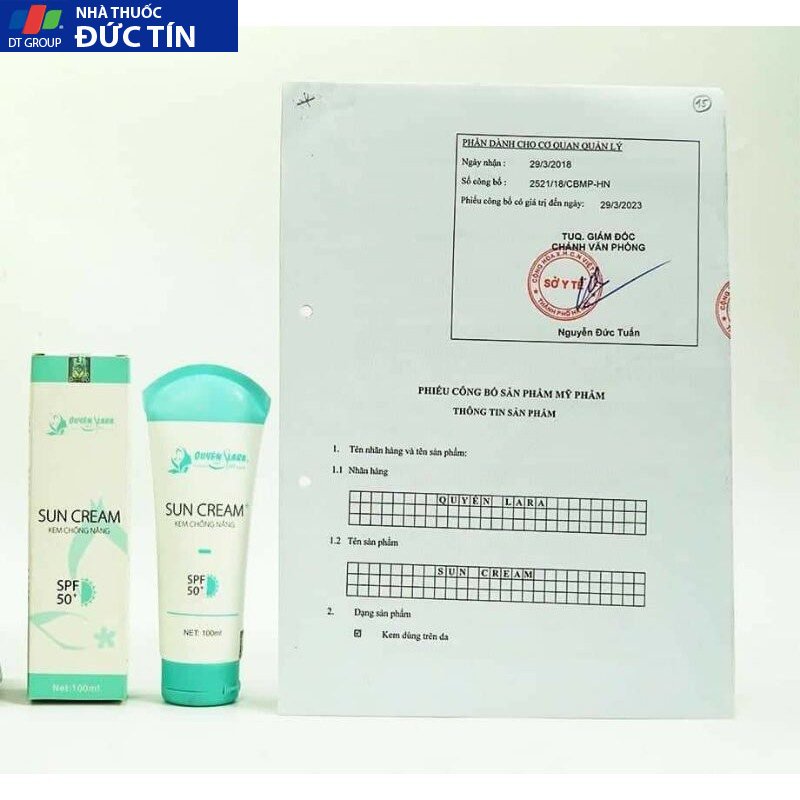 DT GROUP
NHÀ THUỐC
ĐỨC TÍN
15
PHẦN DÀNH CHO CƠ QUAN QUẢN LÝ
Ngày nhận : 29/3/2018
Số công bố : 2521/18/CBMP-HN
Phiếu công bố có giá trị đến ngày: 29/3/2023
TUQ. GIÁM ĐỐC
CHÁNH VĂN PHÒNG
SỞ Y TẾ
Nguyễn Đức Tuấn
PHIẾU CÔNG BỐ SẢN PHẨM MỸ PHẨM
THÔNG TIN SẢN PHẨM
1. Tên nhãn hàng và tên sản phẩm:
1.1 Nhãn hàng
QUYÊN LARA
1.2 Tên sản phẩm
SUN CREAM
2. Dạng sản phẩm
Kem dùng trên da
QUYÊN LARA
SUN CREAM
KEM CHỐNG NẮNG
SPF
50+
Net:100ml
QUYÊN LARA
SUN CREAM
KEM CHỐNG NẮNG
SPF
50+
NET: 100ml